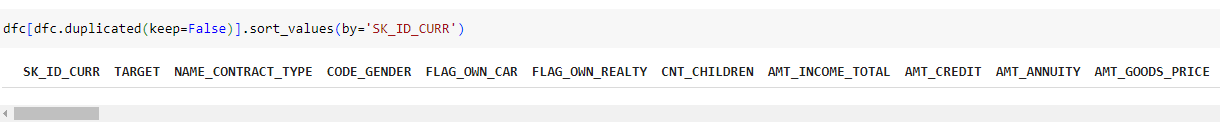 dfc[dfc.duplicated(keep=False)].sort_values(by='SK_ID_CURR')
SK_ID_CURR TARGET NAME_CONTRACT_TYPE CODE_GENDER FLAG_OWN_CAR FLAG_OWN_REALTY CNT_CHILDREN AMT_INCOME_TOTAL AMT_CREDIT AMT_ANNUITY AMT_GOODS_PRICE